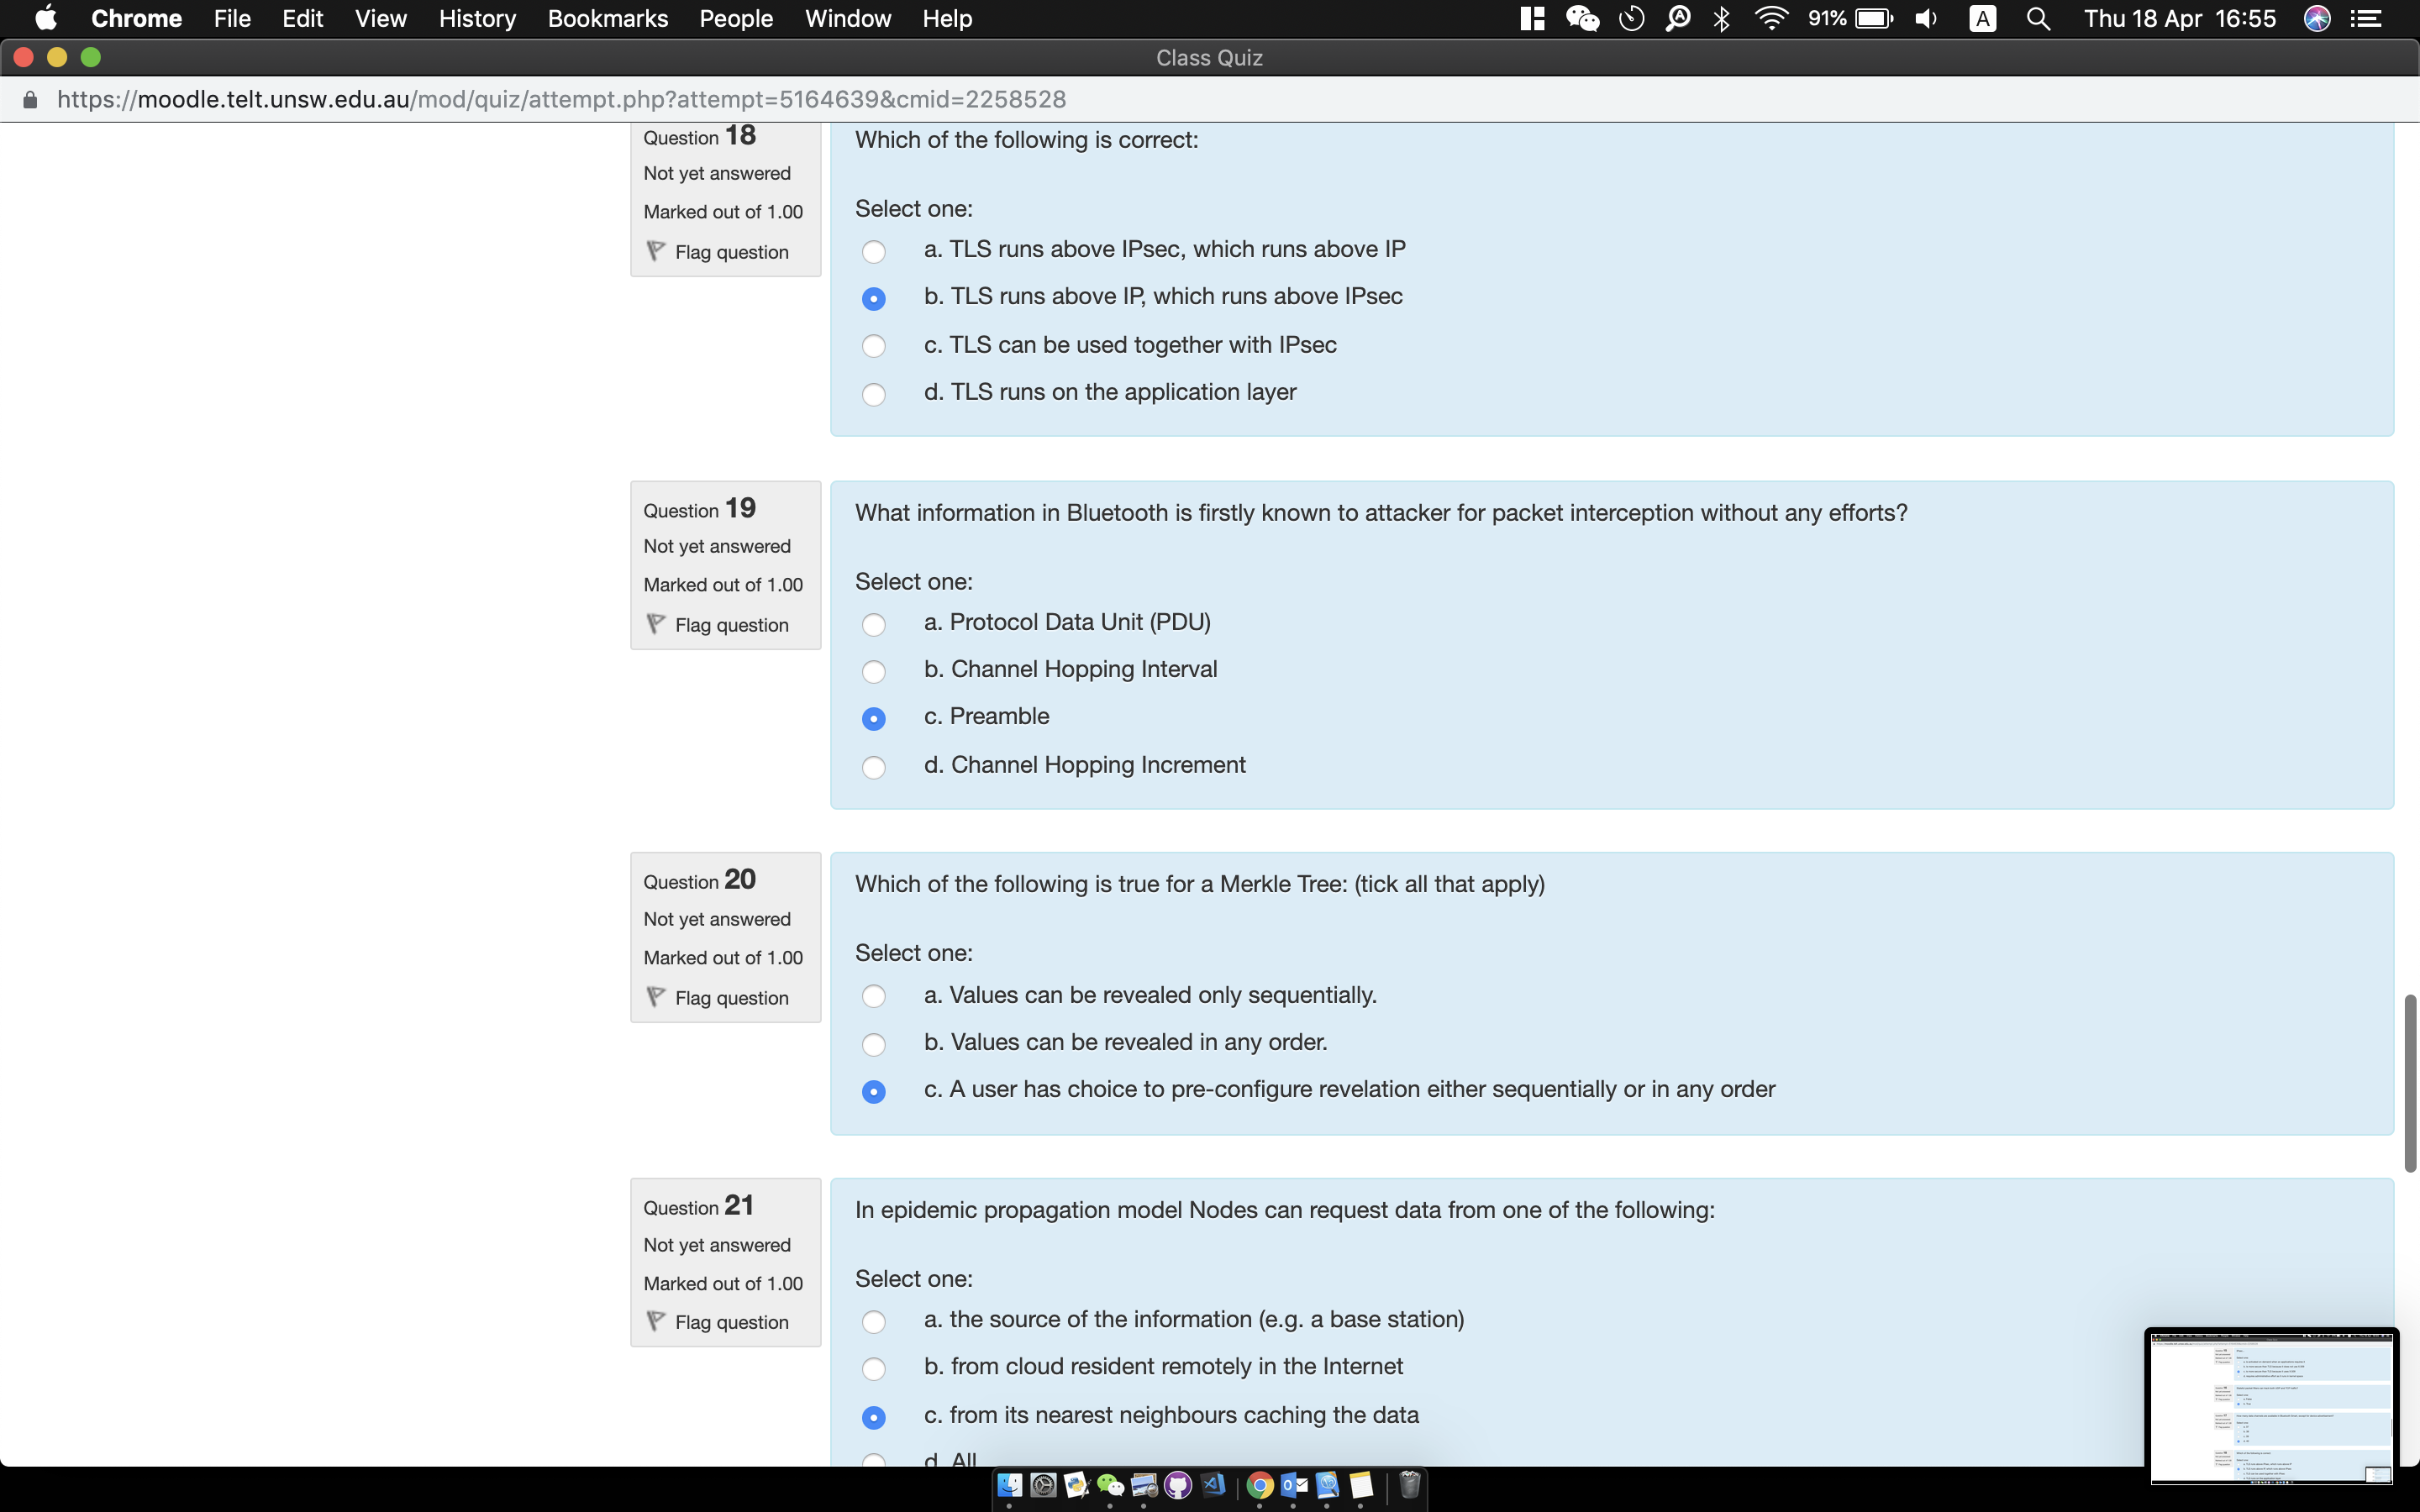 Chrome File Edit View History Bookmarks People Window Help 91% A Thu 18 Apr 16:55
Class Quiz
https://moodle.telt.unsw.edu.au/mod/quiz/attempt.php?attempt=5164639&cmid=2258528
Question 18
Not yet answered
Marked out of 1.00
Flag question
Which of the following is correct:
Select one:
a. TLS runs above IPsec, which runs above IP
b. TLS runs above IP, which runs above IPsec
c. TLS can be used together with IPsec
d. TLS runs on the application layer
Question 19
Not yet answered
Marked out of 1.00
Flag question
What information in Bluetooth is firstly known to attacker for packet interception without any efforts?
Select one:
a. Protocol Data Unit (PDU)
b. Channel Hopping Interval
c. Preamble
d. Channel Hopping Increment
Question 20
Not yet answered
Marked out of 1.00
Flag question
Which of the following is true for a Merkle Tree: (tick all that apply)
Select one:
a. Values can be revealed only sequentially.
b. Values can be revealed in any order.
c. A user has choice to pre-configure revelation either sequentially or in any order
Question 21
Not yet answered
Marked out of 1.00
Flag question
In epidemic propagation model Nodes can request data from one of the following:
Select one:
a. the source of the information (e.g. a base station)
b. from cloud resident remotely in the Internet
c. from its nearest neighbours caching the data
d. All